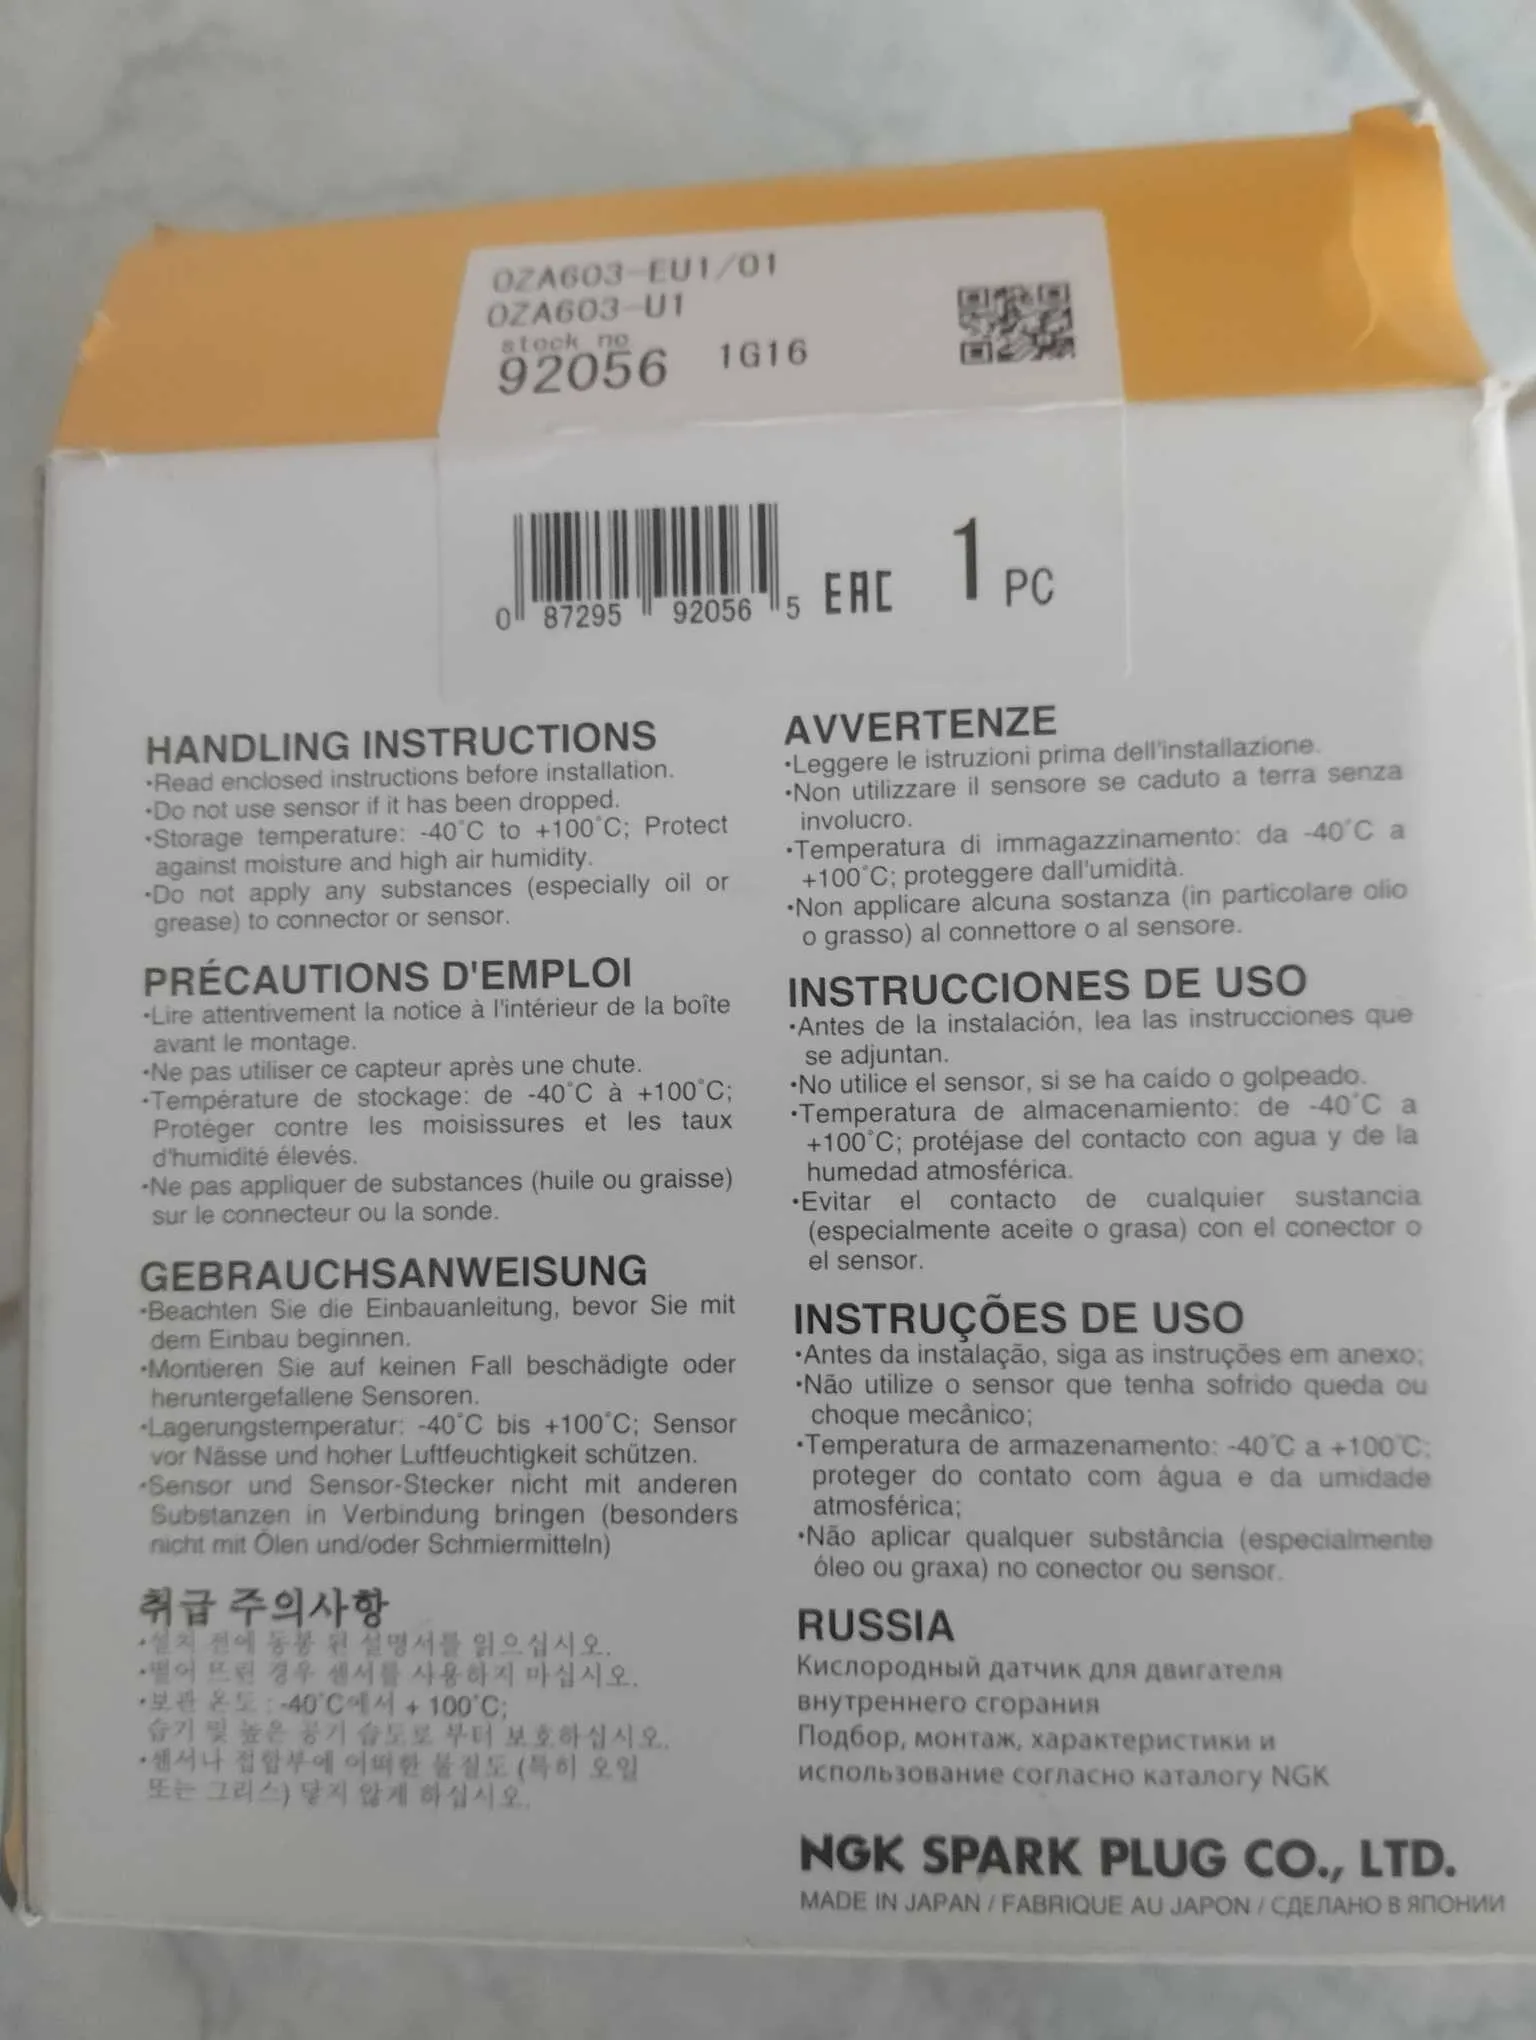 OZA603-EU1/01
OZA603-U1
stock no
92056 1G16
0 87295 92056 5 EAC 1 PC
HANDLING INSTRUCTIONS
•Read enclosed instructions before installation.
•Do not use sensor if it has been dropped.
•Storage temperature: -40°C to +100°C; Protect
against moisture and high air humidity.
•Do not apply any substances (especially oil or
grease) to connector or sensor.
PRÉCAUTIONS D'EMPLOI
•Lire attentivement la notice à l'intérieur de la boîte
avant le montage.
•Ne pas utiliser ce capteur après une chute.
•Température de stockage: de -40°C à +100°C;
Protéger contre les moisissures et les taux
d'humidité élevés.
•Ne pas appliquer de substances (huile ou graisse)
sur le connecteur ou la sonde.
GEBRAUCHSANWEISUNG
•Beachten Sie die Einbauanleitung, bevor Sie mit
dem Einbau beginnen.
•Montieren Sie auf keinen Fall beschädigte oder
heruntergefallene Sensoren.
•Lagerungstemperatur: -40°C bis +100°C; Sensor
vor Nässe und hoher Luftfeuchtigkeit schützen.
•Sensor und Sensor-Stecker nicht mit anderen
Substanzen in Verbindung bringen (besonders
nicht mit Ölen und/oder Schmiermitteln)
취급 주의사항
•설치 전에 동봉 된 설명서를 읽으십시오.
•떨어 뜨린 경우 센서를 사용하지 마십시오.
•보관 온도 : -40°C에서 + 100°C;
습기 및 높은 공기 습도로 부터 보호하십시오.
•센서나 접합부에 어떠한 물질도 (특히 오일
또는 그리스) 닿지 않게 하십시오.
AVVERTENZE
•Leggere le istruzioni prima dell'installazione.
•Non utilizzare il sensore se caduto a terra senza
involucro.
•Temperatura di immagazzinamento: da -40°C a
+100°C; proteggere dall'umidità.
•Non applicare alcuna sostanza (in particolare olio
o grasso) al connettore o al sensore.
INSTRUCCIONES DE USO
•Antes de la instalación, lea las instrucciones que
se adjuntan.
•No utilice el sensor, si se ha caído o golpeado.
•Temperatura de almacenamiento: de -40°C a
+100°C; protéjase del contacto con agua y de la
humedad atmosférica.
•Evitar el contacto de cualquier sustancia
(especialmente aceite o grasa) con el conector o
el sensor.
INSTRUÇÕES DE USO
•Antes da instalação, siga as instruções em anexo;
•Não utilize o sensor que tenha sofrido queda ou
choque mecânico;
•Temperatura de armazenamento: -40°C a +100°C;
proteger do contato com água e da umidade
atmosférica;
•Não aplicar qualquer substância (especialmente
óleo ou graxa) no conector ou sensor.
RUSSIA
Кислородный датчик для двигателя
внутреннего сгорания
Подбор, монтаж, характеристики и
использование согласно каталогу NGK
NGK SPARK PLUG CO., LTD.
MADE IN JAPAN / FABRIQUE AU JAPON / СДЕЛАНО В ЯПОНИИ